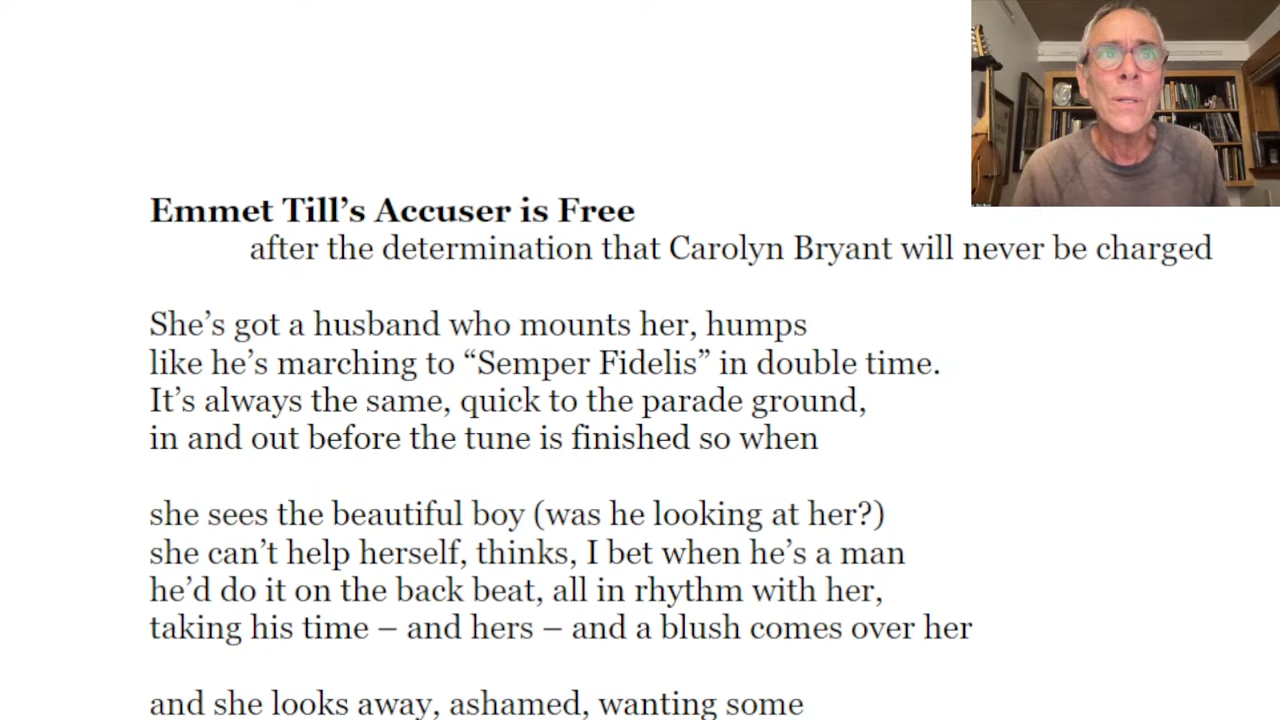 Emmet Till’s Accuser is Free
after the determination that Carolyn Bryant will never be charged
She’s got a husband who mounts her, humps
like he’s marching to “Semper Fidelis” in double time.
It’s always the same, quick to the parade ground,
in and out before the tune is finished so when
she sees the beautiful boy (was he looking at her?)
she can’t help herself, thinks, I bet when he’s a man
he’d do it on the back beat, all in rhythm with her,
taking his time – and hers – and a blush comes over her
and she looks away, ashamed, wanting some